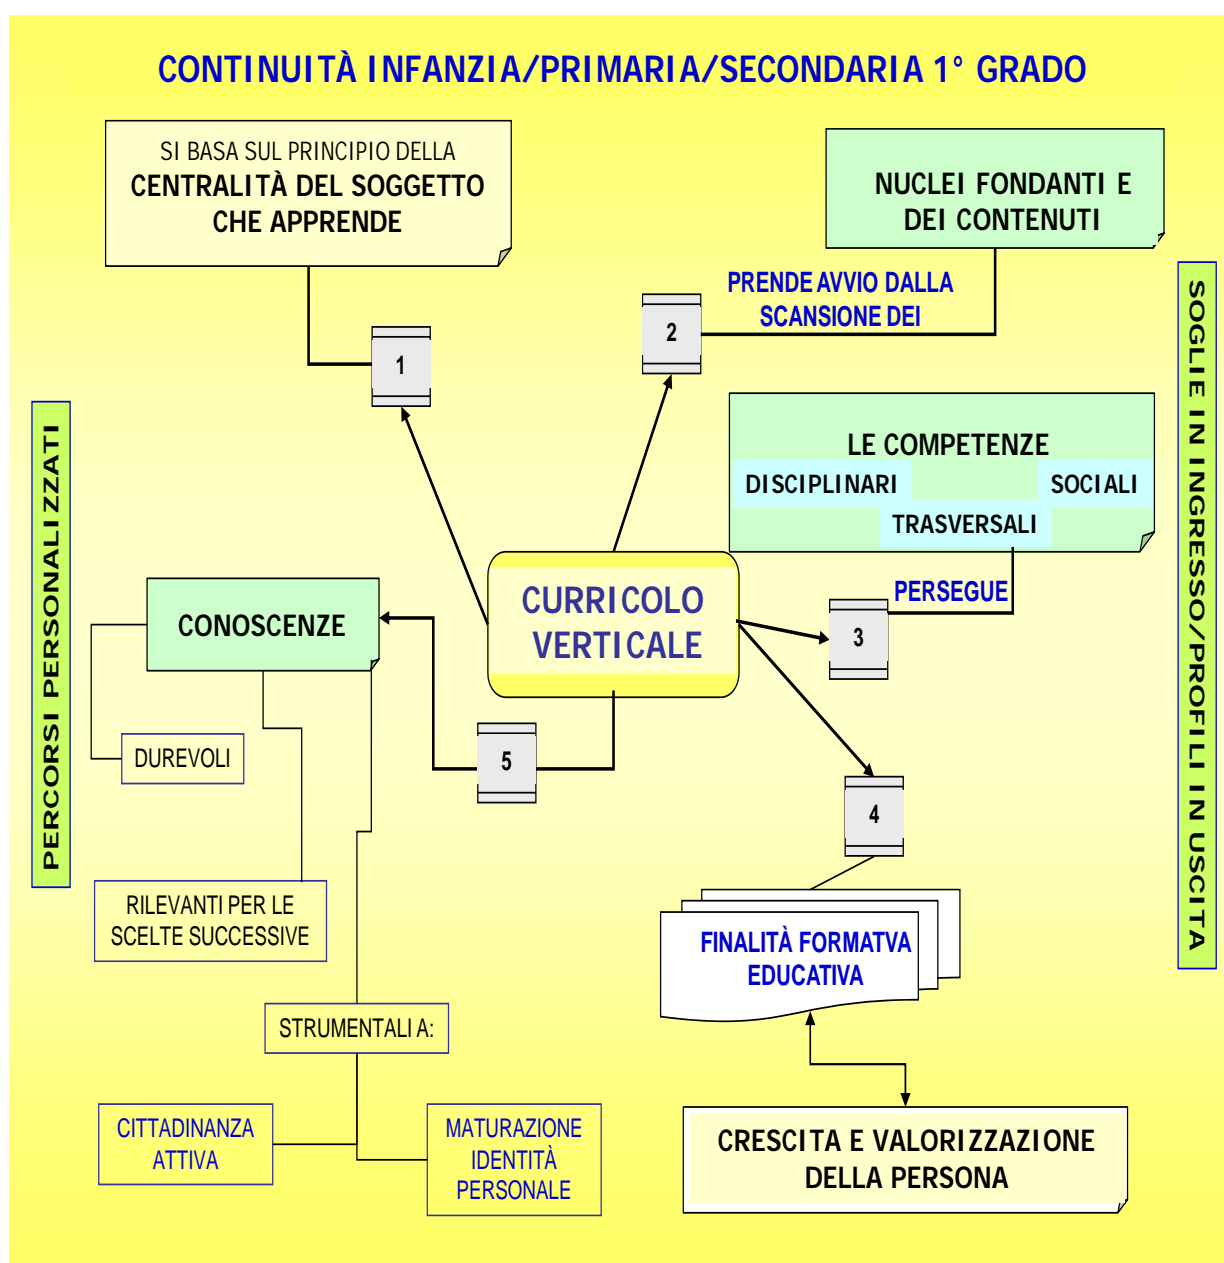 CONTINUITÀ INFANZIA/PRIMARIA/SECONDARIA 1° GRADO
SI BASA SUL PRINCIPIO DELLA
CENTRALITÀ DEL SOGGETTO
CHE APPRENDE
NUCLEI FONDANTI E
DEI CONTENUTI
PRENDE AVVIO DALLA
SCANSIONE DEI
1
2
LE COMPETENZE
DISCIPLINARI
SOCIALI
TRASVERSALI
PERSEGUE
3
CURRICOLO
VERTICALE
CONOSCENZE
5
4
DUREVOLI
RILEVANTI PER LE
SCELTE SUCCESSIVE
STRUMENTALI A:
CITTADINANZA
ATTIVA
MATURAZIONE
IDENTITÀ
PERSONALE
FINALITÀ FORMATVA
EDUCATIVA
CRESCITA E VALORIZZAZIONE
DELLA PERSONA
PERCORSI PERSONALIZZATI
SOGLIE IN INGRESSO/PROFILI IN USCITA